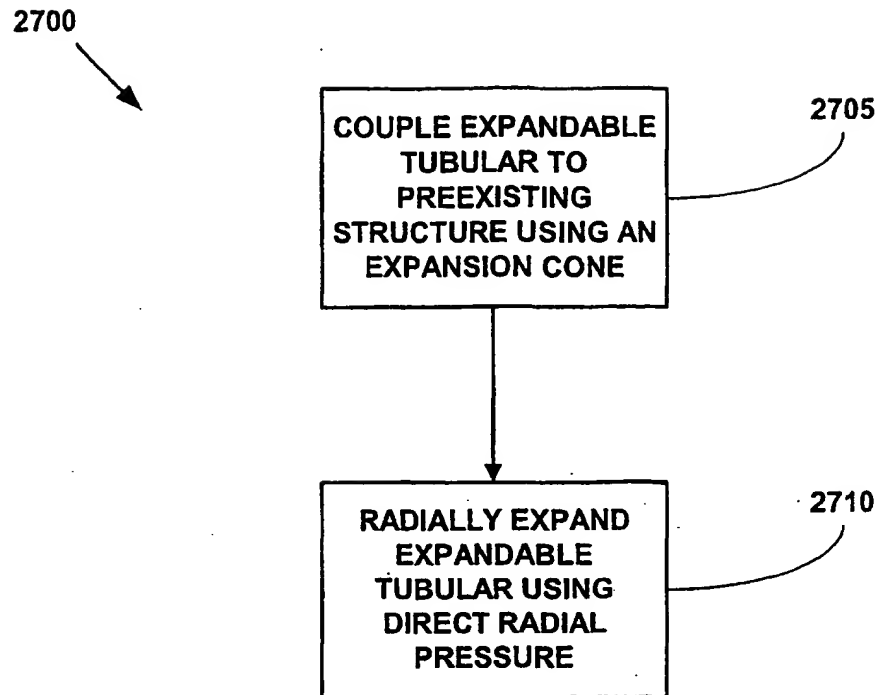 2700
COUPLE EXPANDABLE
TUBULAR TO
PREEXISTING
STRUCTURE USING AN
EXPANSION CONE
2705
RADIALLY EXPAND
EXPANDABLE
TUBULAR USING
DIRECT RADIAL
PRESSURE
2710